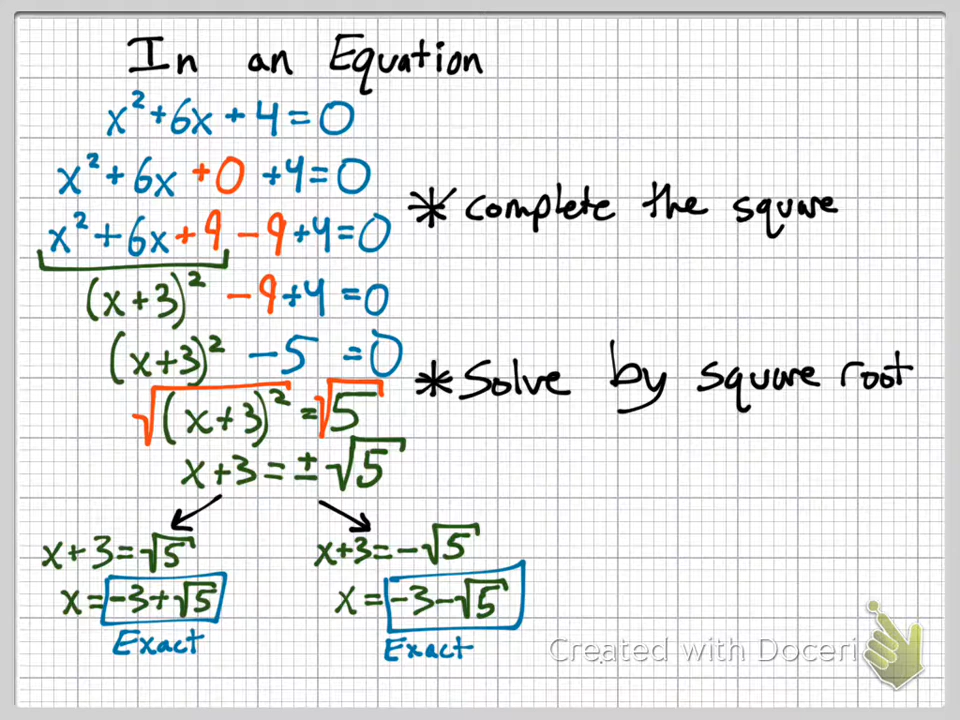 In an Equation
x² + 6x + 4 = 0
x² + 6x + 0 + 4 = 0
* complete the square
x² + 6x + 9 - 9 + 4 = 0
(x + 3)² - 9 + 4 = 0
(x + 3)² - 5 = 0
* Solve by square root
√(x + 3)² = √5
x + 3 = ± √5
x + 3 = √5
x + 3 = -√5
x = -3 + √5
x = -3 - √5
Exact
Exact
Created with Doceri